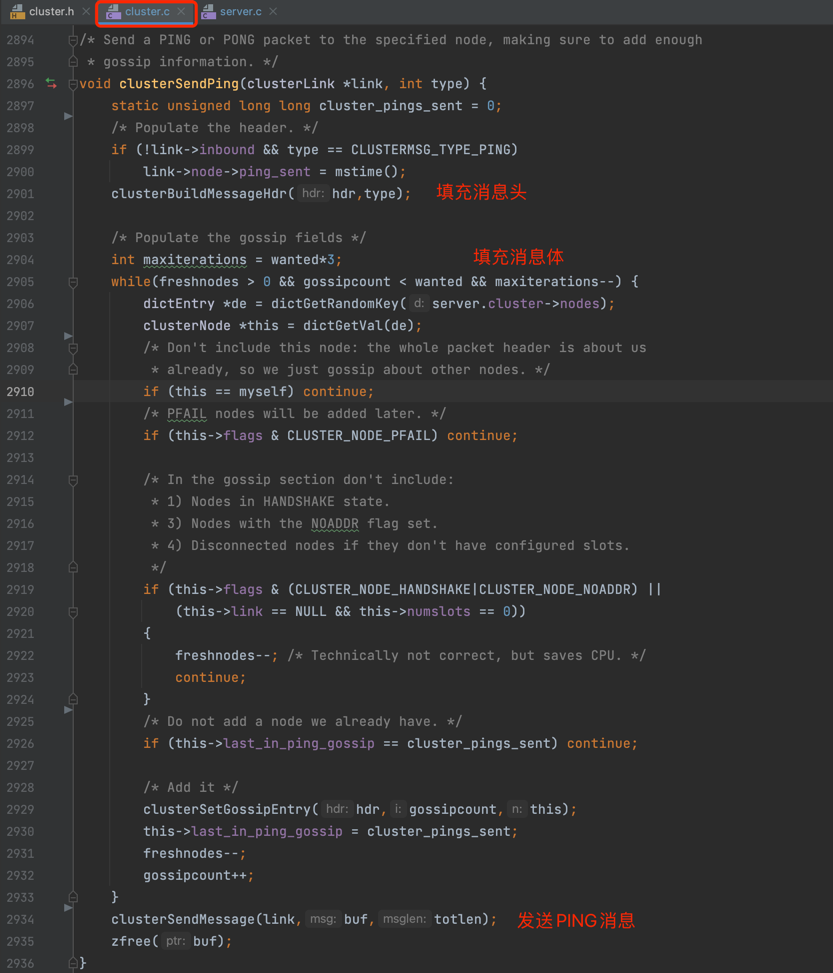 cluster.h × cluster.c × server.c ×
2894 /* Send a PING or PONG packet to the specified node, making sure to add enough
2895  * gossip information. */
2896 void clusterSendPing(clusterLink *link, int type) {
2897     static unsigned long long cluster_pings_sent = 0;
2898     /* Populate the header. */
2899     if (!link->inbound && type == CLUSTERMSG_TYPE_PING)
2900         link->node->ping_sent = mstime();
2901     clusterBuildMessageHdr( hdr: hdr,type); 填充消息头
2902
2903     /* Populate the gossip fields */
2904     int maxiterations = wanted*3; 填充消息体
2905     while(freshnodes > 0 && gossipcount < wanted && maxiterations--) {
2906         dictEntry *de = dictGetRandomKey( d: server.cluster->nodes);
2907         clusterNode *this = dictGetVal(de);
2908         /* Don't include this node: the whole packet header is about us
2909          * already, so we just gossip about other nodes. */
2910         if (this == myself) continue;
2911         /* PFAIL nodes will be added later. */
2912         if (this->flags & CLUSTER_NODE_PFAIL) continue;
2913
2914         /* In the gossip section don't include:
2915          * 1) Nodes in HANDSHAKE state.
2916          * 3) Nodes with the NOADDR flag set.
2917          * 4) Disconnected nodes if they don't have configured slots.
2918          */
2919         if (this->flags & (CLUSTER_NODE_HANDSHAKE|CLUSTER_NODE_NOADDR) ||
2920             (this->link == NULL && this->numslots == 0))
2921         {
2922             freshnodes--; /* Technically not correct, but saves CPU. */
2923             continue;
2924         }
2925         /* Do not add a node we already have. */
2926         if (this->last_in_ping_gossip == cluster_pings_sent) continue;
2927
2928         /* Add it */
2929         clusterSetGossipEntry( hdr: hdr, i: gossipcount, n: this);
2930         this->last_in_ping_gossip = cluster_pings_sent;
2931         freshnodes--;
2932         gossipcount++;
2933     }
2934     clusterSendMessage(link, msg: buf, msglen: totlen); 发送PING消息
2935     zfree( ptr: buf);
2936 }